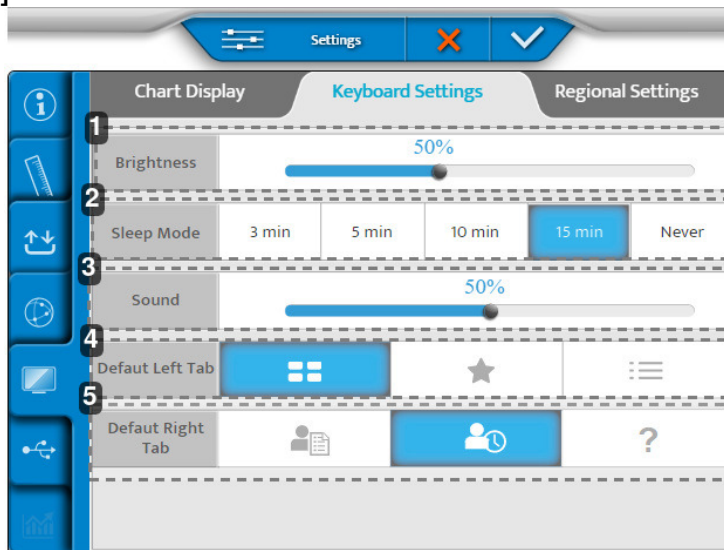 ]
Settings
Chart Display Keyboard Settings Regional Settings
1
50%
Brightness
2
Sleep Mode 3 min 5 min 10 min 15 min Never
3
50%
Sound
4
Defaut Left Tab
5
Defaut Right
Tab ?